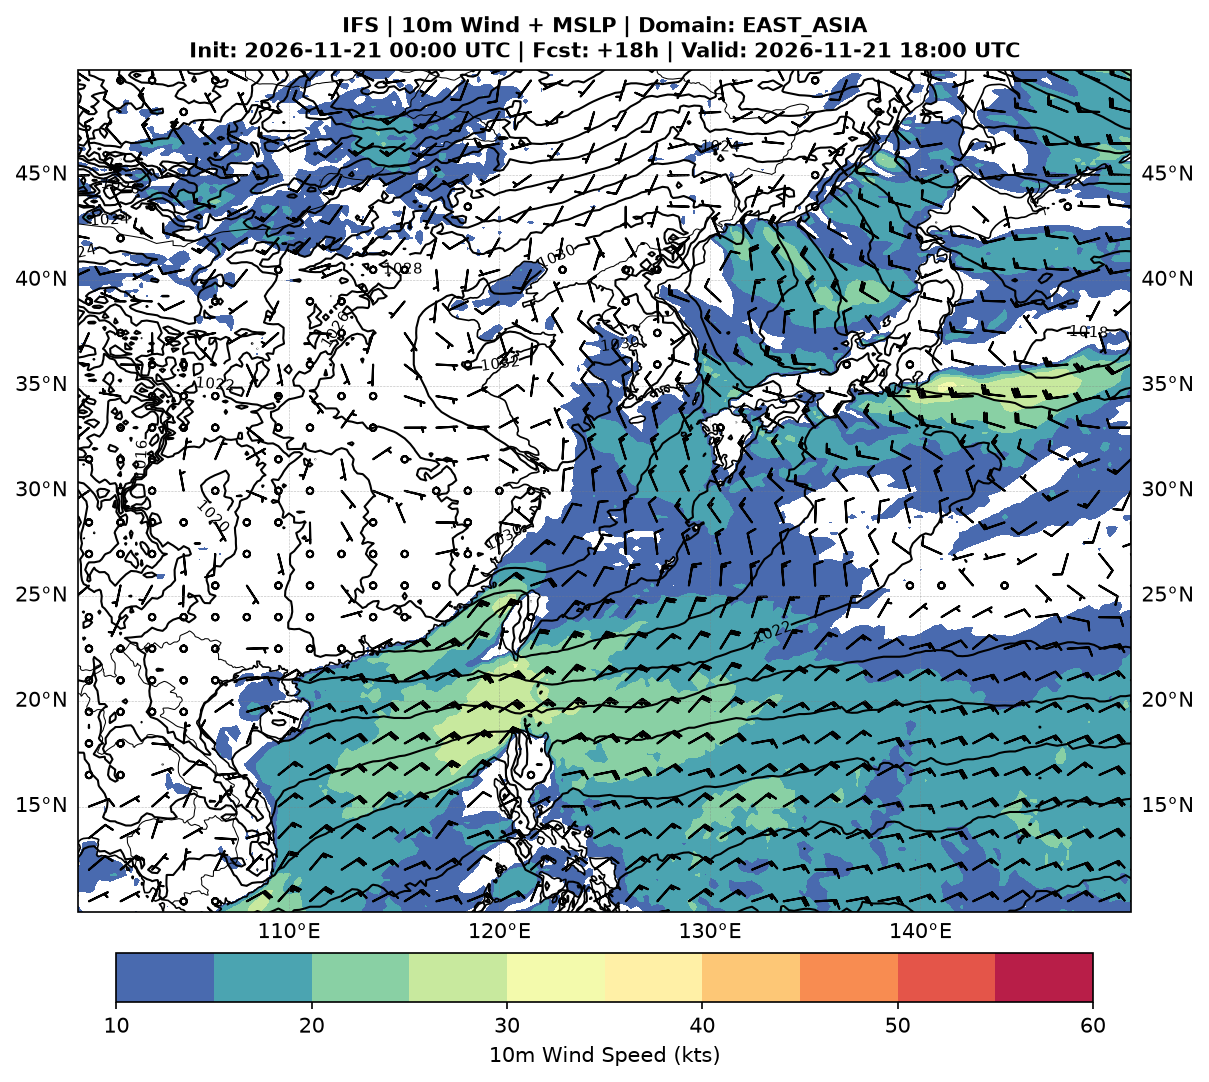 IFS | 10m Wind + MSLP | Domain: EAST_ASIA
Init: 2026-11-21 00:00 UTC | Fcst: +18h | Valid: 2026-11-21 18:00 UTC
45°N
45°N
40°N
40°N
35°N
35°N
30°N
30°N
25°N
25°N
20°N
20°N
15°N
15°N
1024
1030
1028
1018
1030
1032
1022
1020
1030
1022
110°E
120°E
130°E
140°E
10
20
30
40
50
60
10m Wind Speed (kts)